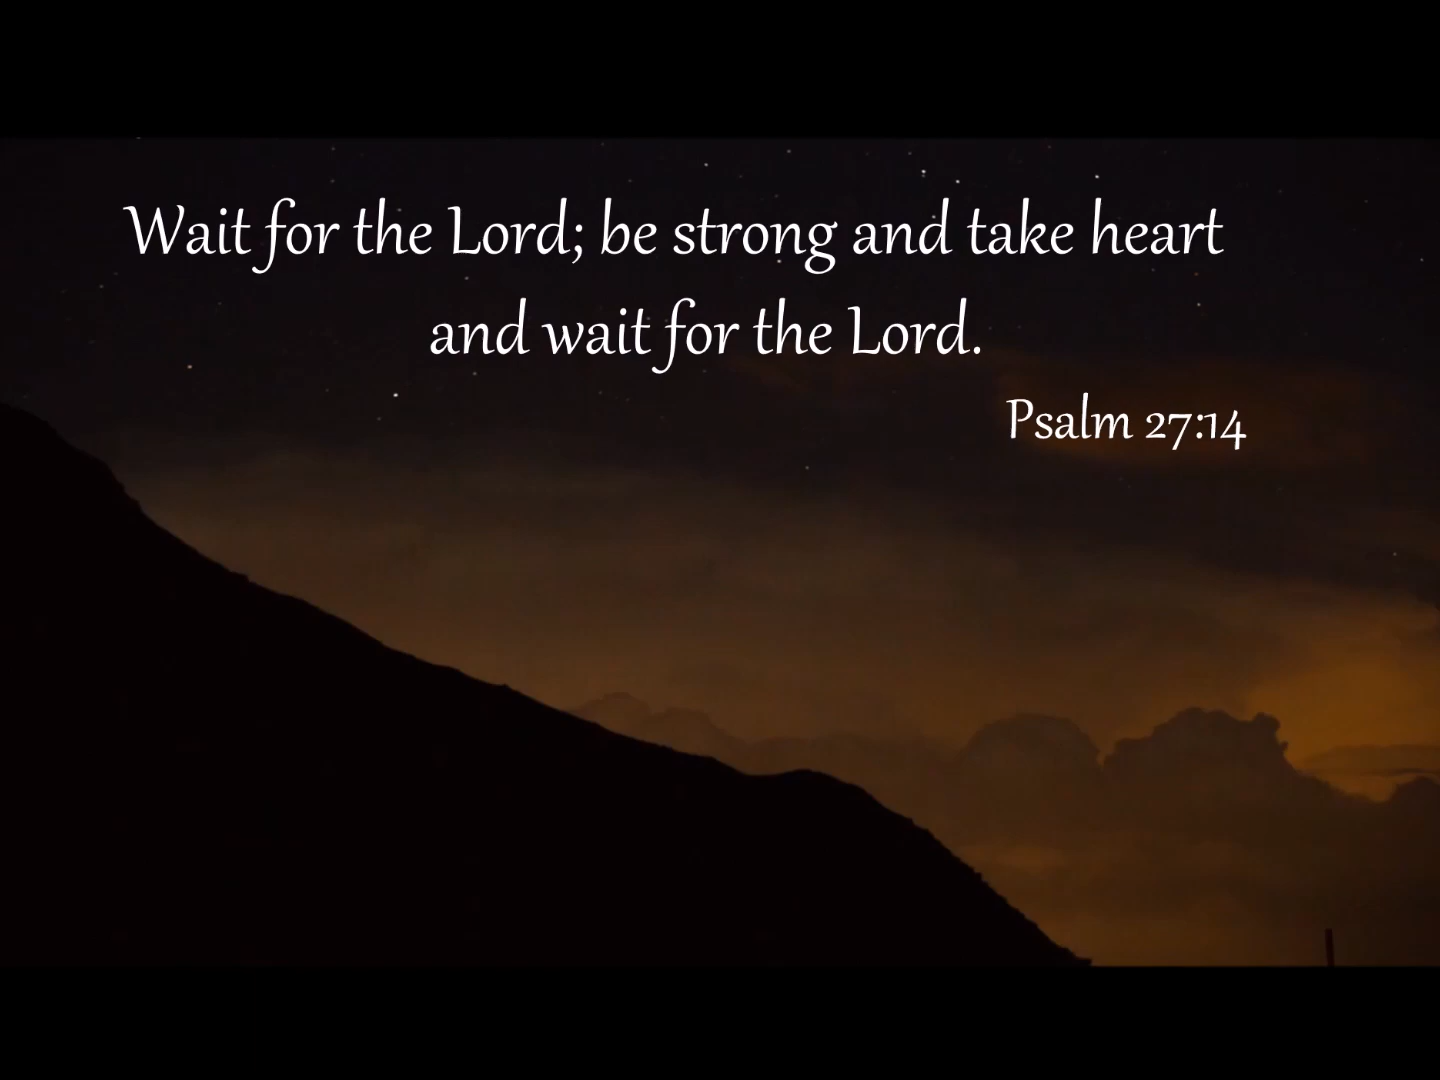 Wait for the Lord; be strong and take heart
and wait for the Lord.
Psalm 27:14